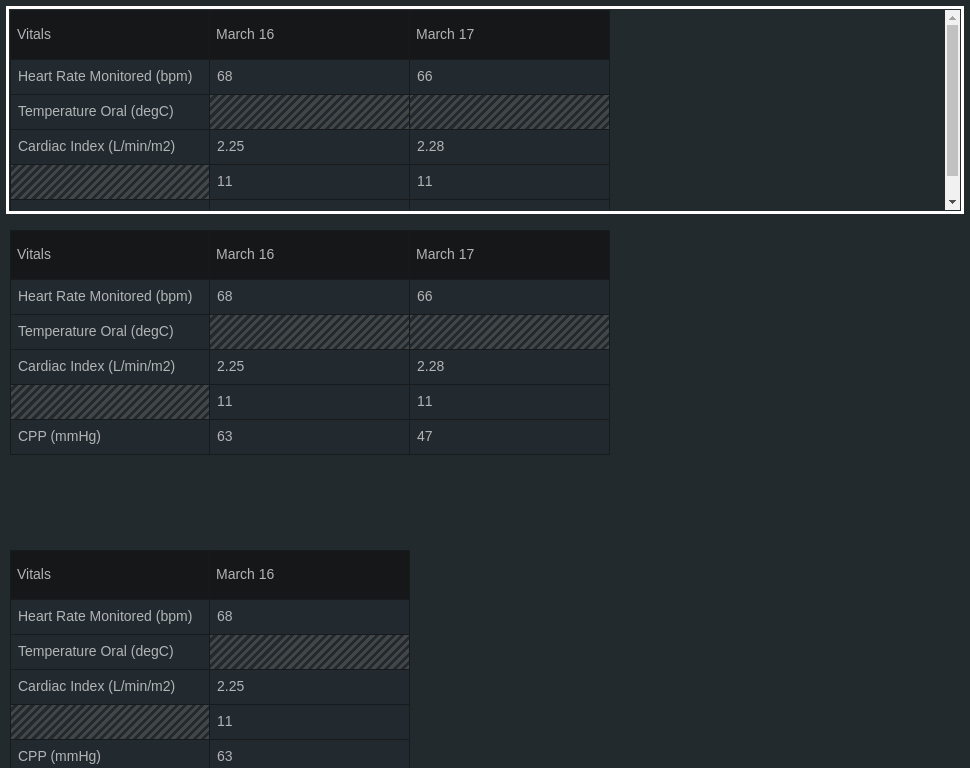 Vitals March 16 March 17
Heart Rate Monitored (bpm) 68 66
Temperature Oral (degC)
Cardiac Index (L/min/m2) 2.25 2.28
11 11
Vitals March 16 March 17
Heart Rate Monitored (bpm) 68 66
Temperature Oral (degC)
Cardiac Index (L/min/m2) 2.25 2.28
11 11
CPP (mmHg) 63 47
Vitals March 16
Heart Rate Monitored (bpm) 68
Temperature Oral (degC)
Cardiac Index (L/min/m2) 2.25
11
CPP (mmHg) 63